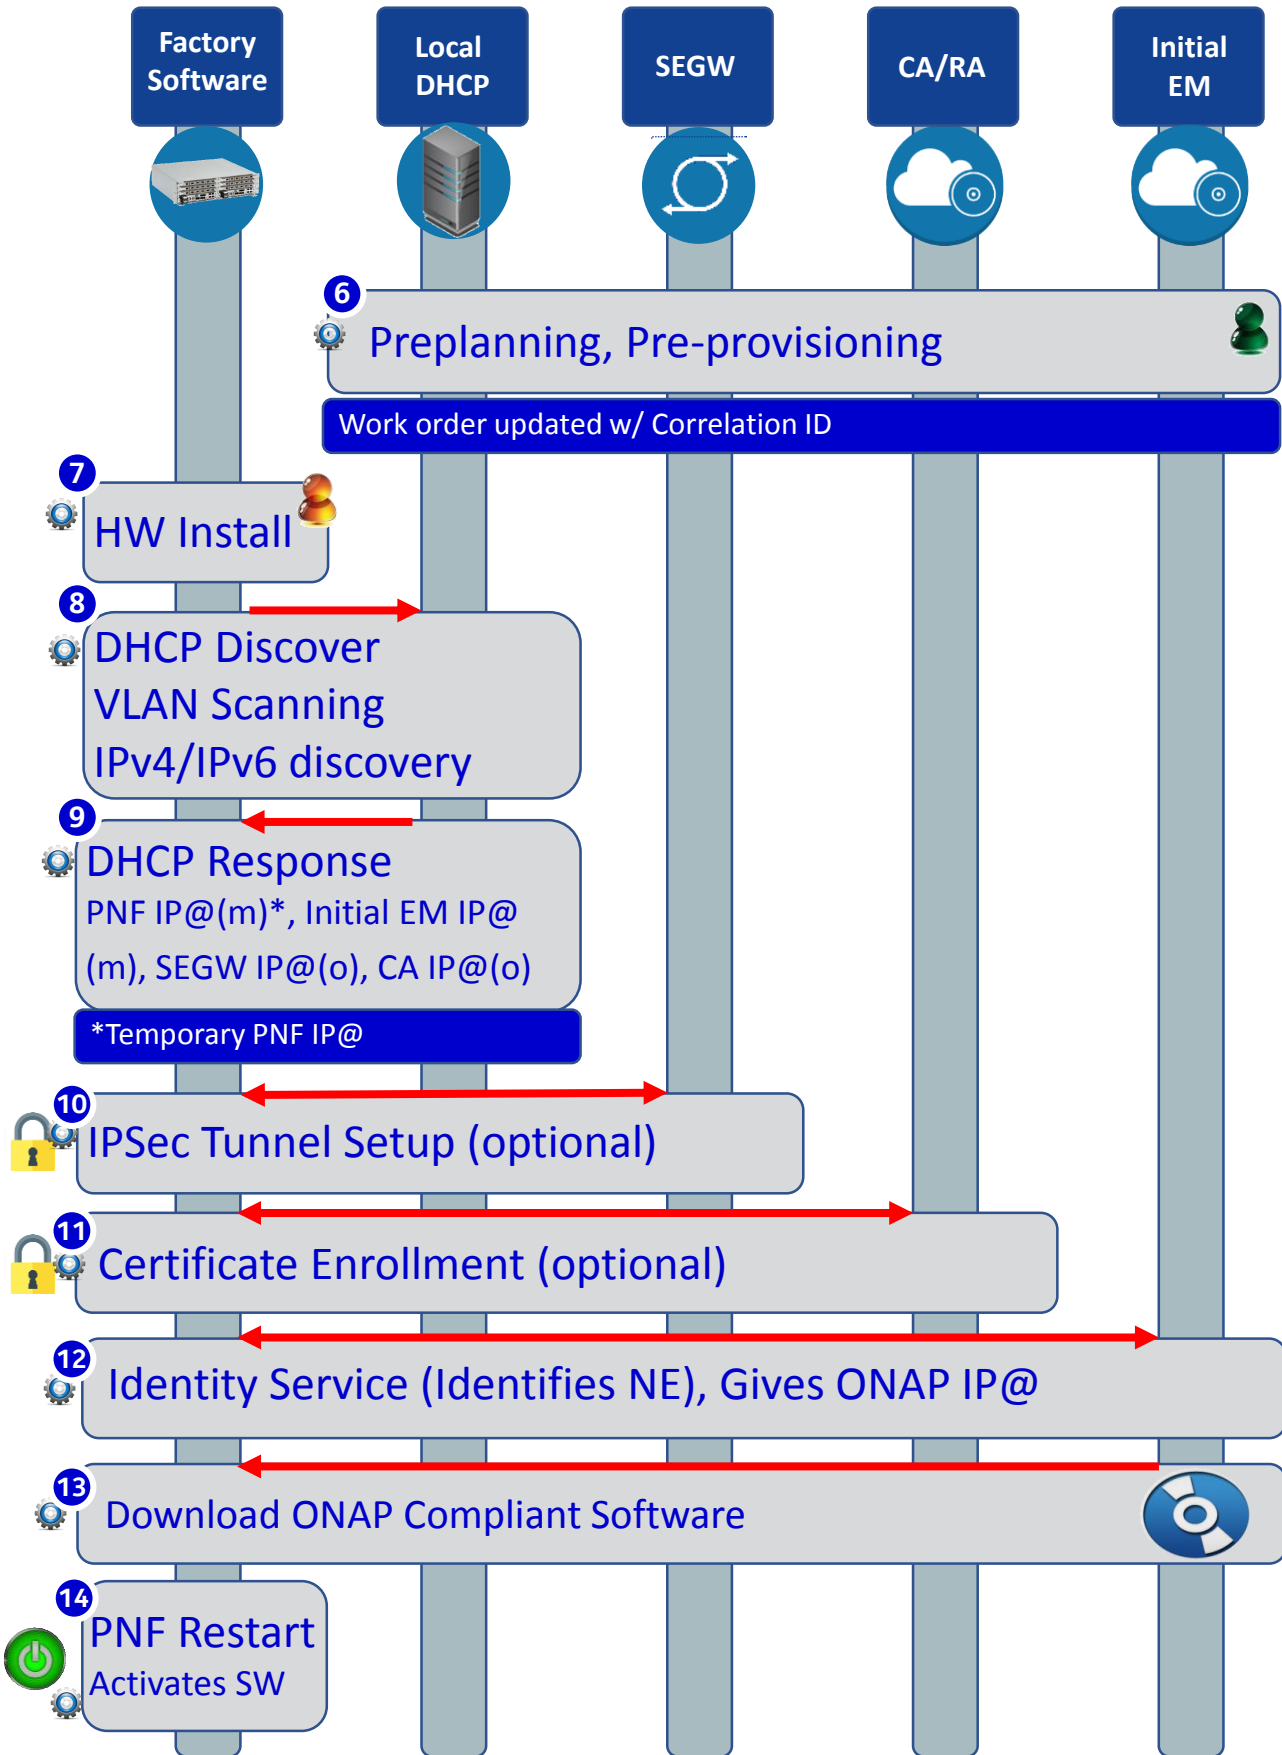 Factory
Software
Local
DHCP
SEGW
CA/RA
Initial
EM
6
Preplanning, Pre-provisioning
Work order updated w/ Correlation ID
7
HW Install
8
DHCP Discover
VLAN Scanning
IPv4/IPv6 discovery
9
DHCP Response
PNF IP@(m)*, Initial EM IP@
(m), SEGW IP@(o), CA IP@(o)
*Temporary PNF IP@
10
IPSec Tunnel Setup (optional)
11
Certificate Enrollment (optional)
12
Identity Service (Identifies NE), Gives ONAP IP@
13
Download ONAP Compliant Software
14
PNF Restart
Activates SW